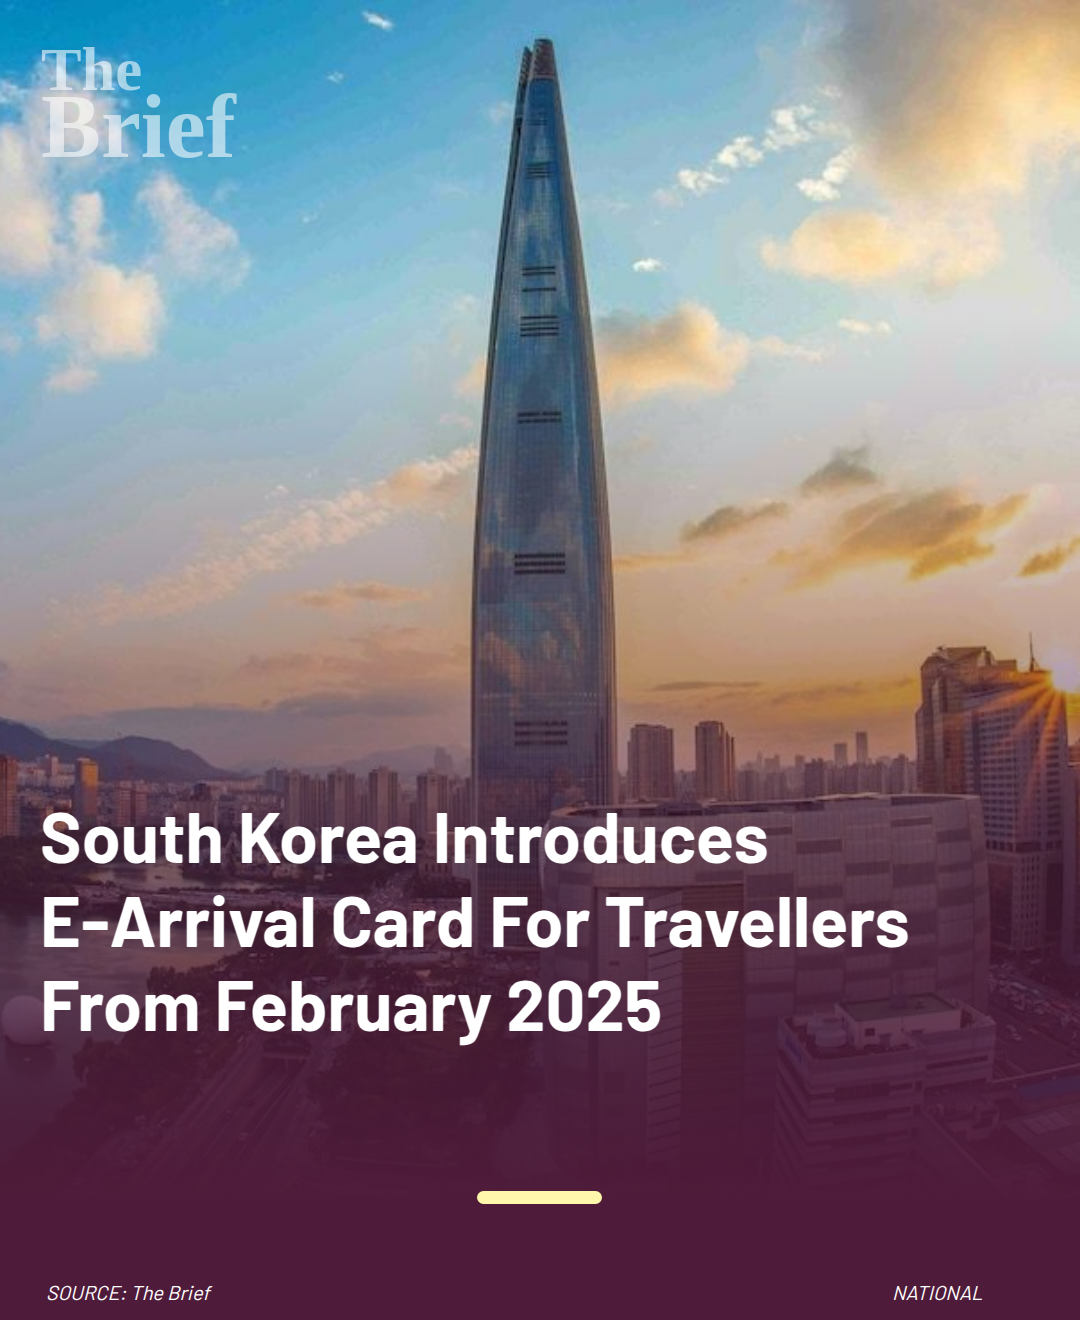 The
Brief
South Korea Introduces
E-Arrival Card For Travellers
From February 2025
SOURCE: The Brief
NATIONAL